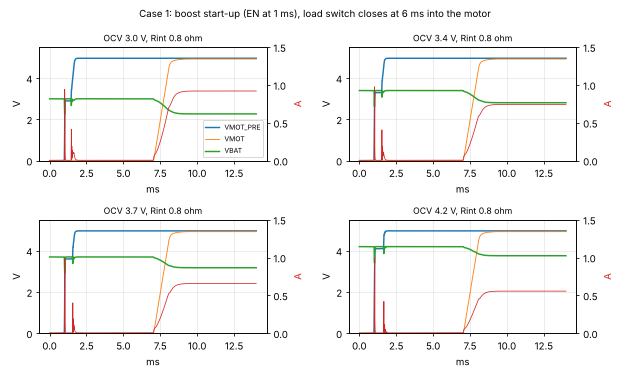 Case 1: boost start-up (EN at 1 ms), load switch closes at 6 ms into the motor
OCV 3.0 V, Rint 0.8 ohm
V
4
2
0
1.5
1.0
0.5
0.0
A
VMOT_PRE
VMOT
VBAT
0.0 2.5 5.0 7.5 10.0 12.5
ms
OCV 3.4 V, Rint 0.8 ohm
V
4
2
0
1.5
1.0
0.5
0.0
A
0.0 2.5 5.0 7.5 10.0 12.5
ms
OCV 3.7 V, Rint 0.8 ohm
V
4
2
0
1.5
1.0
0.5
0.0
A
0.0 2.5 5.0 7.5 10.0 12.5
ms
OCV 4.2 V, Rint 0.8 ohm
V
4
2
0
1.5
1.0
0.5
0.0
A
0.0 2.5 5.0 7.5 10.0 12.5
ms